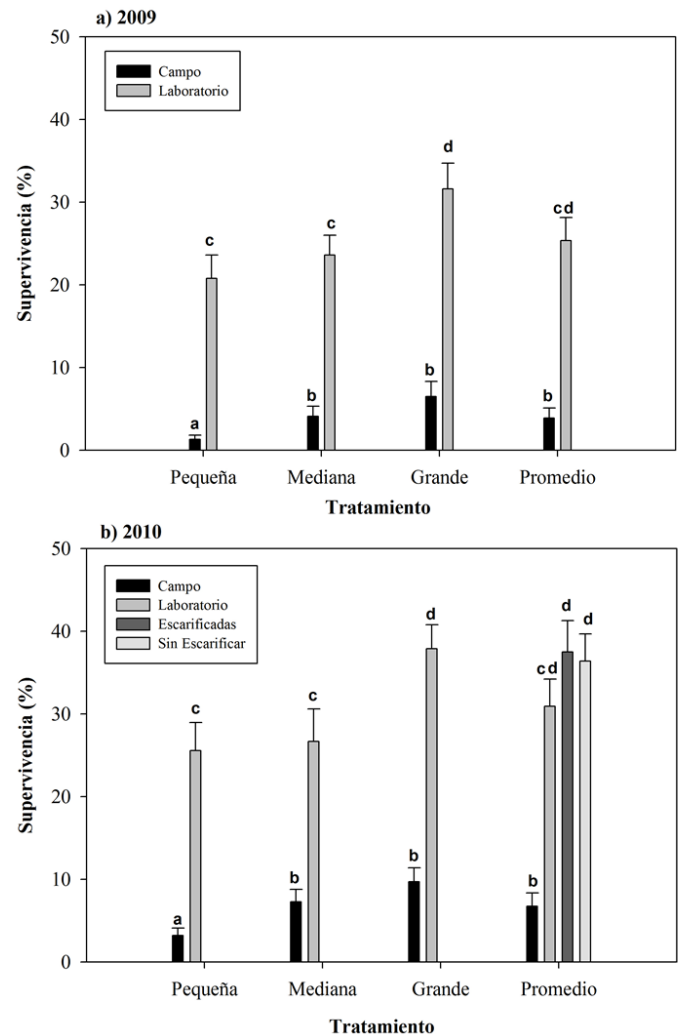 a) 2009
50
40
30
20
10
0
Supervivencia (%)
Campo
Laboratorio
a
c
b
c
b
d
b
cd
Pequeña Mediana Grande Promedio
Tratamiento
b) 2010
50
40
30
20
10
0
Supervivencia (%)
Campo
Laboratorio
Escarificadas
Sin Escarificar
a
c
b
c
b
d
b
cd
d
d
Pequeña Mediana Grande Promedio
Tratamiento